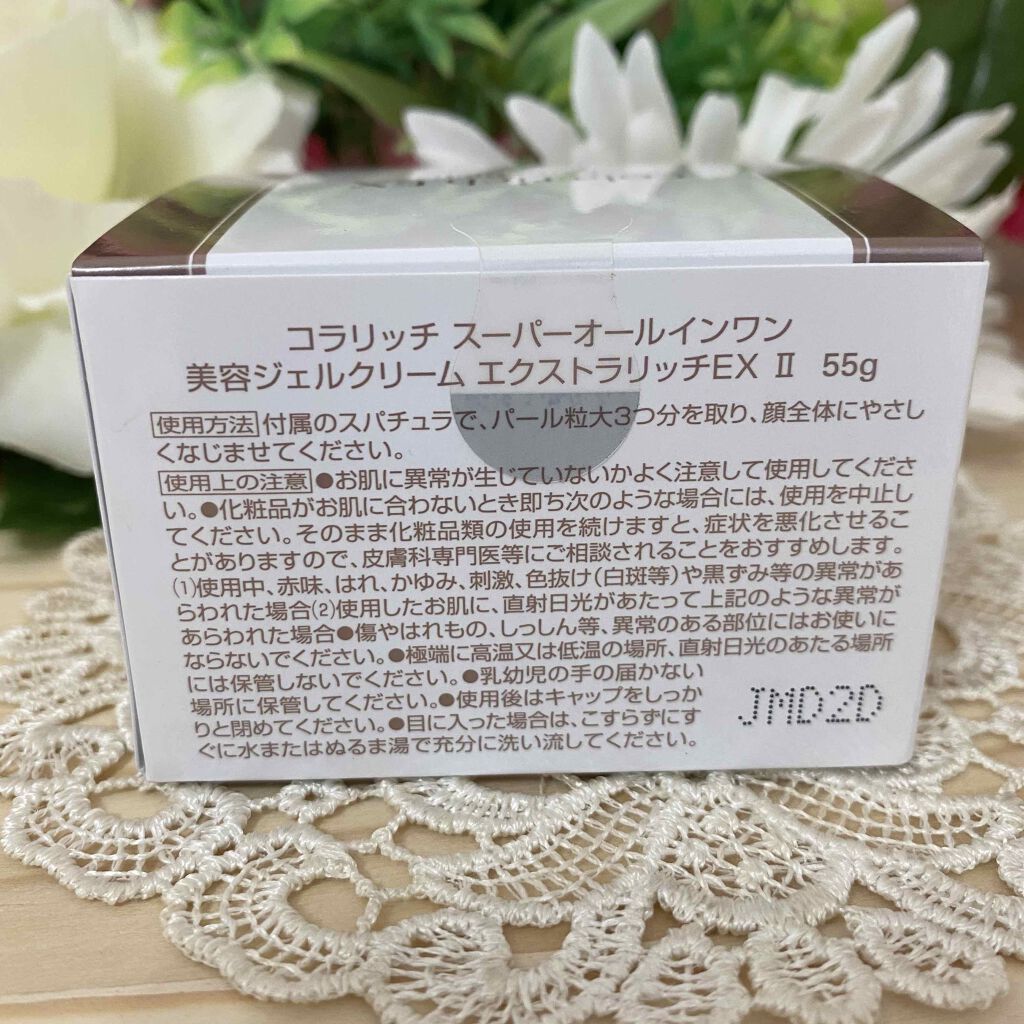 コラリッチ スーパーオールインワン
美容ジェルクリーム エクストラリッチEX Ⅱ 55g
使用方法 付属のスパチュラで、パール粒大3つ分を取り、顔全体にやさし
くなじませてください。
使用上の注意 ●お肌に異常が生じていないかよく注意して使用してくださ
い。●化粧品がお肌に合わないとき即ち次のような場合には、使用を中止し
てください。そのまま化粧品類の使用を続けますと、症状を悪化させるこ
とがありますので、皮膚科専門医等にご相談されることをおすすめします。
(1)使用中、赤味、はれ、かゆみ、刺激、色抜け(白斑等)や黒ずみ等の異常があ
らわれた場合(2)使用したお肌に、直射日光があたって上記のような異常が
あらわれた場合●傷やはれもの、しっしん等、異常のある部位にはお使いに
ならないでください。●極端に高温又は低温の場所、直射日光のあたる場所
には保管しないでください。●乳幼児の手の届かない
場所に保管してください。●使用後はキャップをしっか
りと閉めてください。●目に入った場合は、こすらずにす
ぐに水またはぬるま湯で充分に洗い流してください。
JMD2D